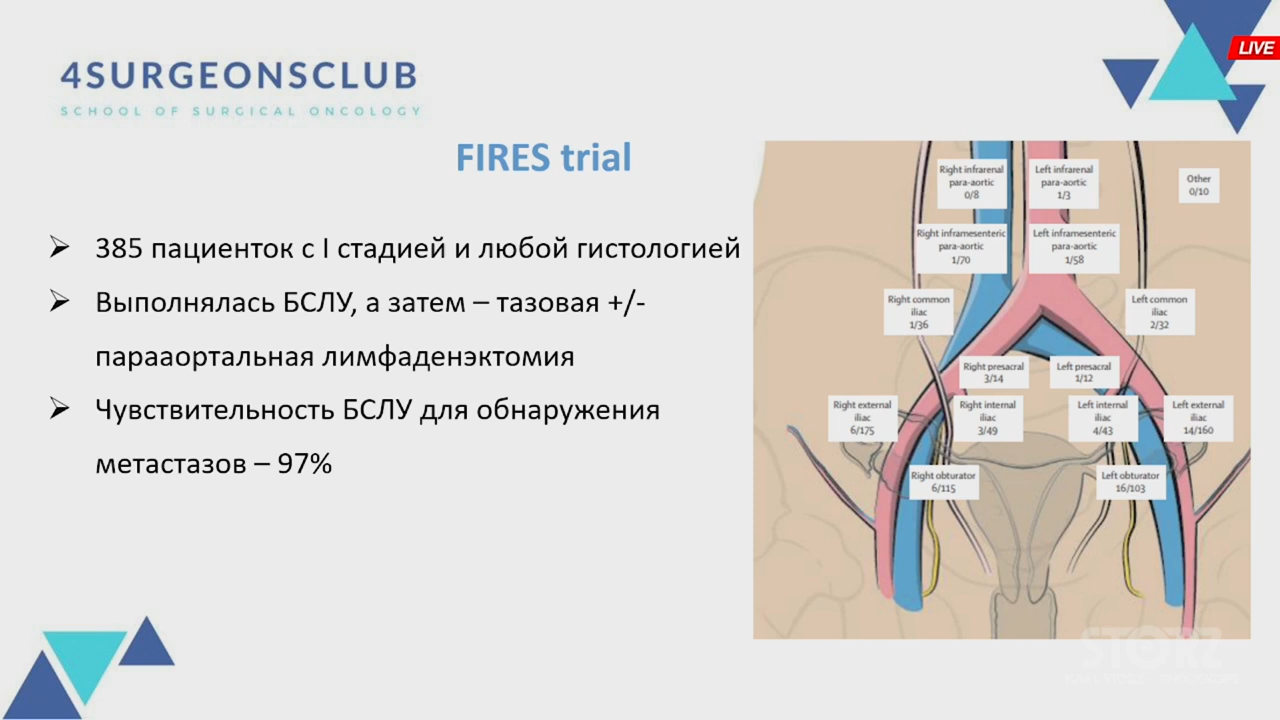 LIVE
4SURGEONSCLUB
SCHOOL OF SURGICAL ONCOLOGY
FIRES trial
385 пациенток с I стадией и любой гистологией
Выполнялась БСЛУ, а затем – тазовая +/-
парааортальная лимфаденэктомия
Чувствительность БСЛУ для обнаружения
метастазов – 97%
Right infrarenal
para-aortic
0/8
Left infrarenal
para-aortic
1/3
Other
0/10
Right inframesenteric
para-aortic
1/70
Left inframesenteric
para-aortic
1/58
Right common
iliac
1/36
Left common
iliac
2/32
Right presacral
3/14
Left presacral
1/12
Right external
iliac
6/175
Right internal
iliac
3/49
Left internal
iliac
4/43
Left external
iliac
14/160
Right obturator
6/115
Left obturator
16/103
STORZ